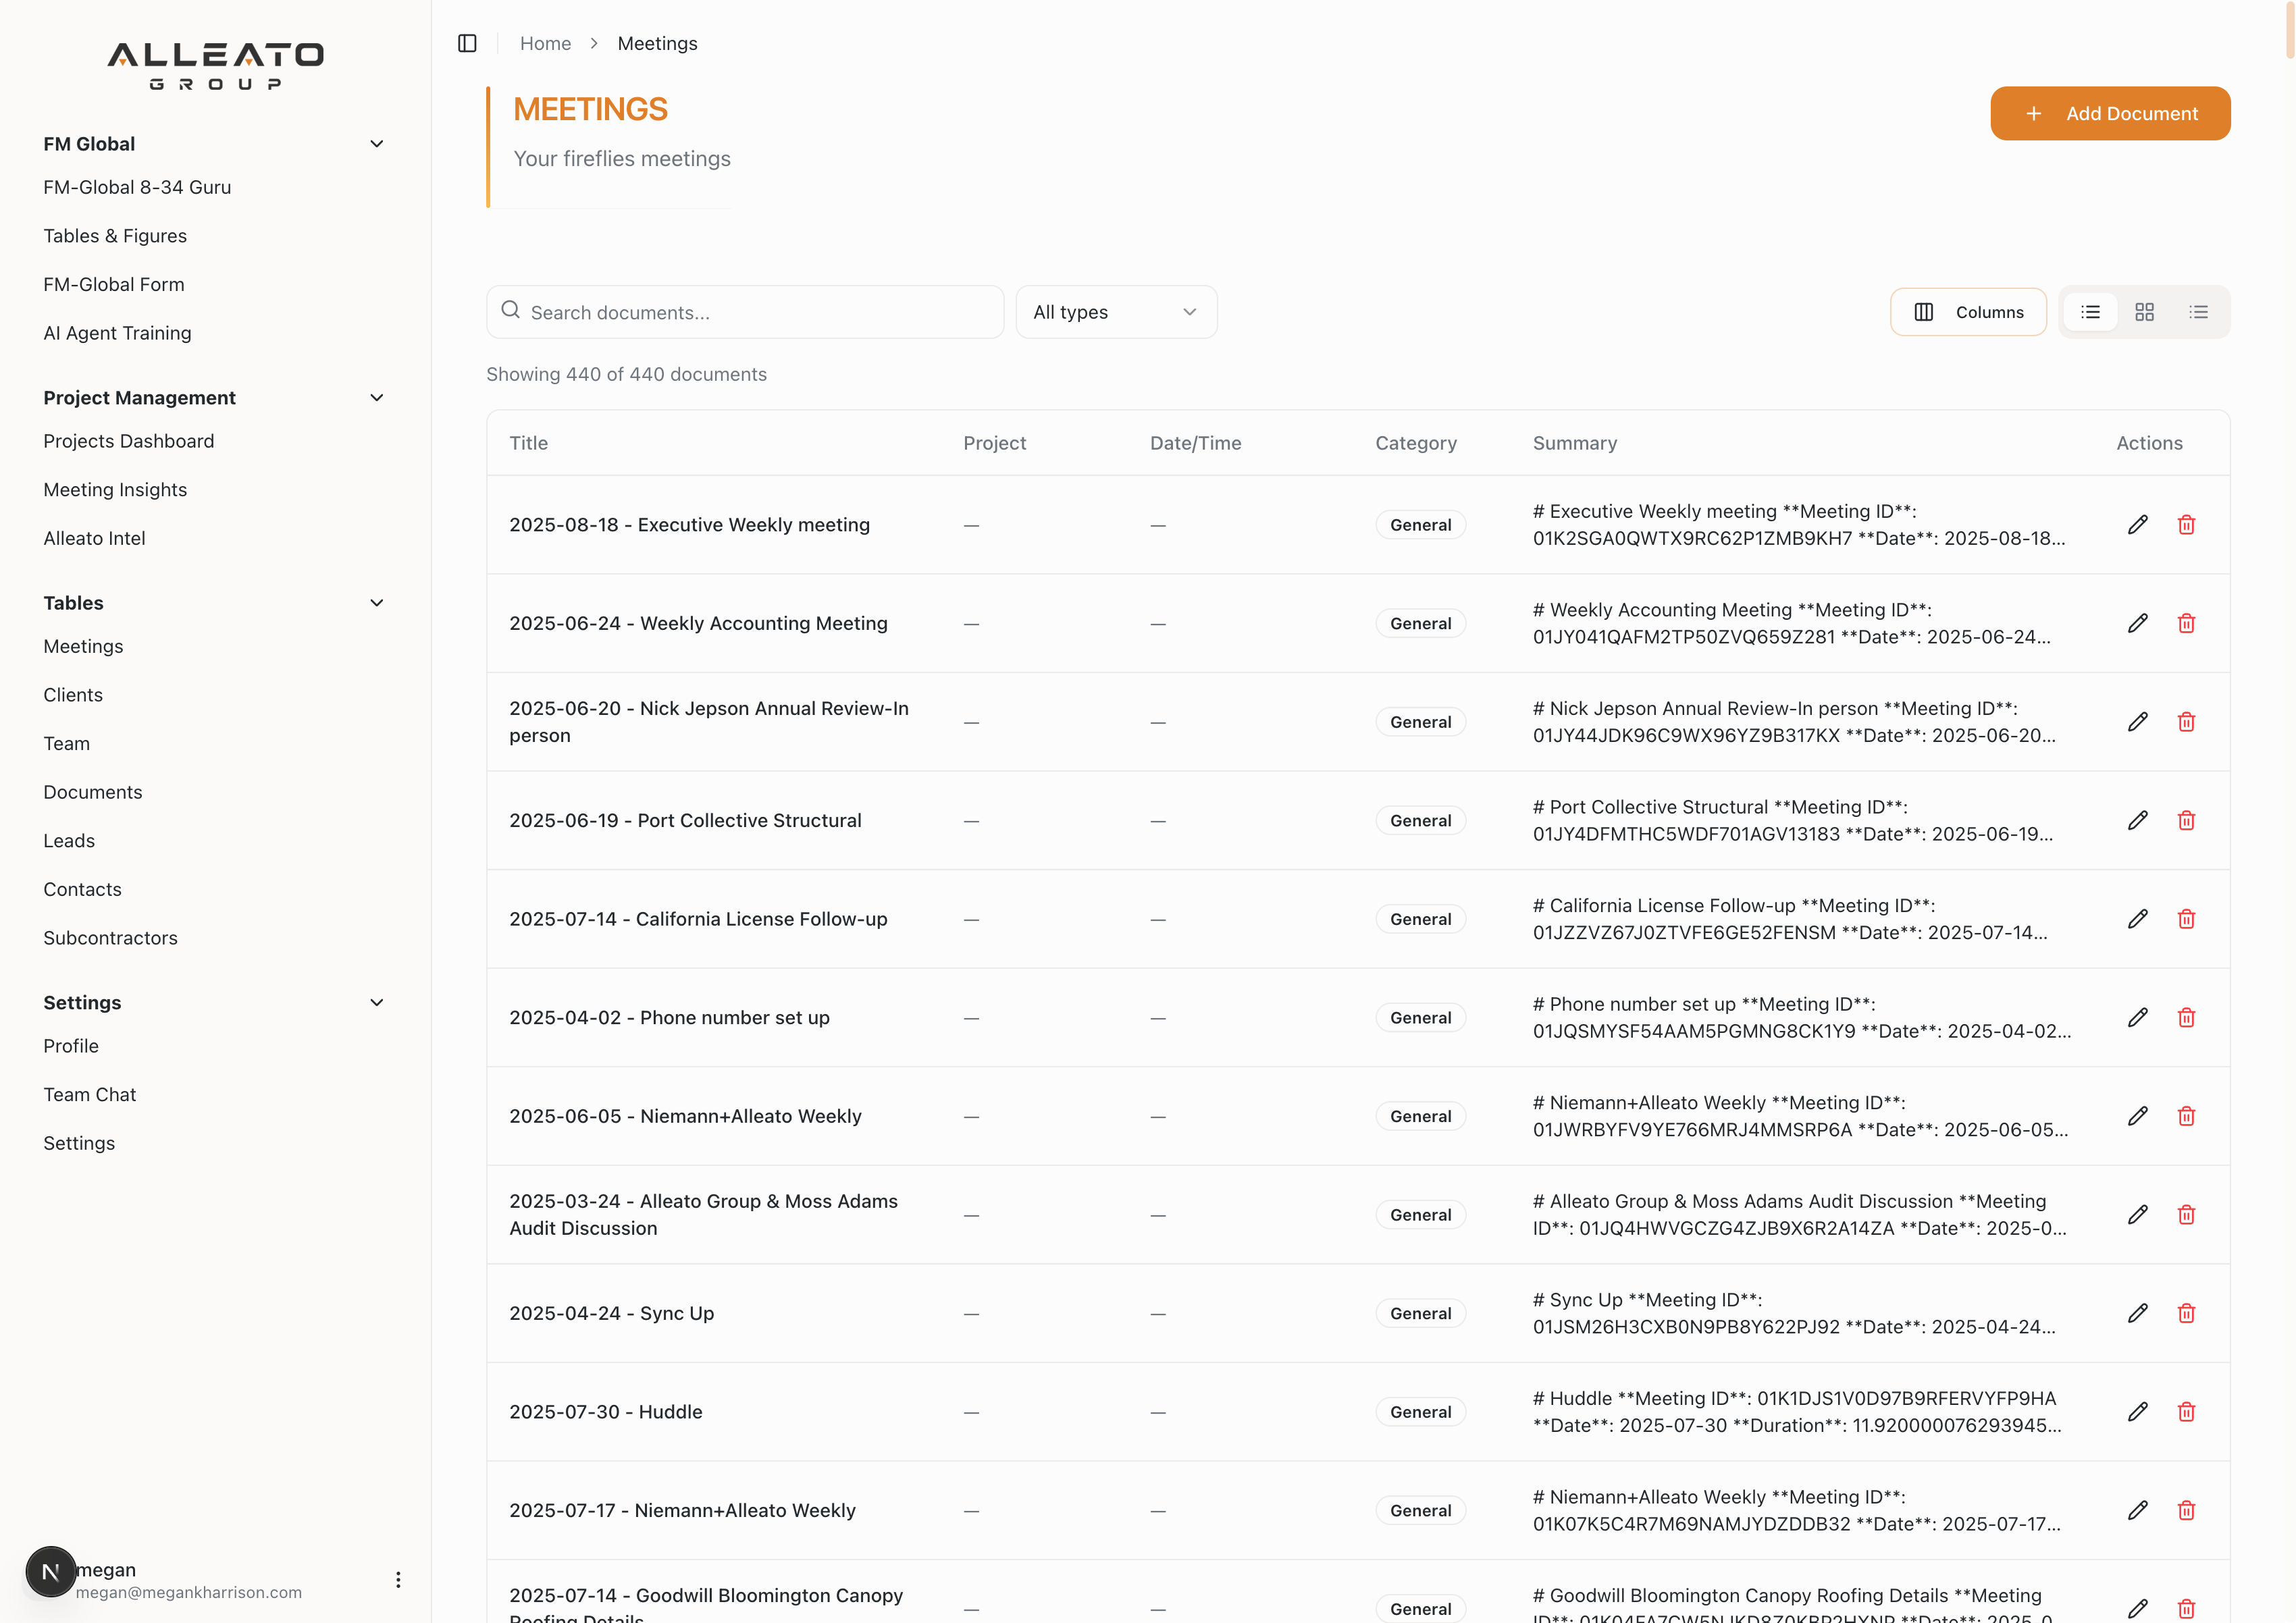 ALLEATO
GROUP
FM Global
FM-Global 8-34 Guru
Tables & Figures
FM-Global Form
AI Agent Training
Project Management
Projects Dashboard
Meeting Insights
Alleato Intel
Tables
Meetings
Clients
Team
Documents
Leads
Contacts
Subcontractors
Settings
Profile
Team Chat
Settings
N
megan
megan@megankharrison.com
Home > Meetings
MEETINGS
Your fireflies meetings
+ Add Document
Search documents...
All types
Columns
Showing 440 of 440 documents
Title Project Date/Time Category Summary Actions
2025-08-18 - Executive Weekly meeting — — General # Executive Weekly meeting **Meeting ID**:
01K2SGA0QWTX9RC62P1ZMB9KH7 **Date**: 2025-08-18...
2025-06-24 - Weekly Accounting Meeting — — General # Weekly Accounting Meeting **Meeting ID**:
01JY041QAFM2TP50ZVQ659Z281 **Date**: 2025-06-24...
2025-06-20 - Nick Jepson Annual Review-In
person — — General # Nick Jepson Annual Review-In person **Meeting ID**:
01JY44JDK96C9WX96YZ9B317KX **Date**: 2025-06-20...
2025-06-19 - Port Collective Structural — — General # Port Collective Structural **Meeting ID**:
01JY4DFMTHC5WDF701AGV13183 **Date**: 2025-06-19...
2025-07-14 - California License Follow-up — — General # California License Follow-up **Meeting ID**:
01JZZVZ67J0ZTVFE6GE52FENSM **Date**: 2025-07-14...
2025-04-02 - Phone number set up — — General # Phone number set up **Meeting ID**:
01JQSMYSF54AAM5PGMNG8CK1Y9 **Date**: 2025-04-02...
2025-06-05 - Niemann+Alleato Weekly — — General # Niemann+Alleato Weekly **Meeting ID**:
01JWRBYFV9YE766MRJ4MMSRP6A **Date**: 2025-06-05...
2025-03-24 - Alleato Group & Moss Adams
Audit Discussion — — General # Alleato Group & Moss Adams Audit Discussion **Meeting
ID**: 01JQ4HWVGCZG4ZJB9X6R2A14ZA **Date**: 2025-0...
2025-04-24 - Sync Up — — General # Sync Up **Meeting ID**:
01JSM26H3CXB0N9PB8Y622PJ92 **Date**: 2025-04-24...
2025-07-30 - Huddle — — General # Huddle **Meeting ID**: 01K1DJS1V0D97B9RFERVYFP9HA
**Date**: 2025-07-30 **Duration**: 11.920000076293945...
2025-07-17 - Niemann+Alleato Weekly — — General # Niemann+Alleato Weekly **Meeting ID**:
01K07K5C4R7M69NAMJYDZDDB32 **Date**: 2025-07-17...
2025-07-14 - Goodwill Bloomington Canopy
Roofing Details — — General # Goodwill Bloomington Canopy Roofing Details **Meeting
ID**: **Date**: 2025-0...